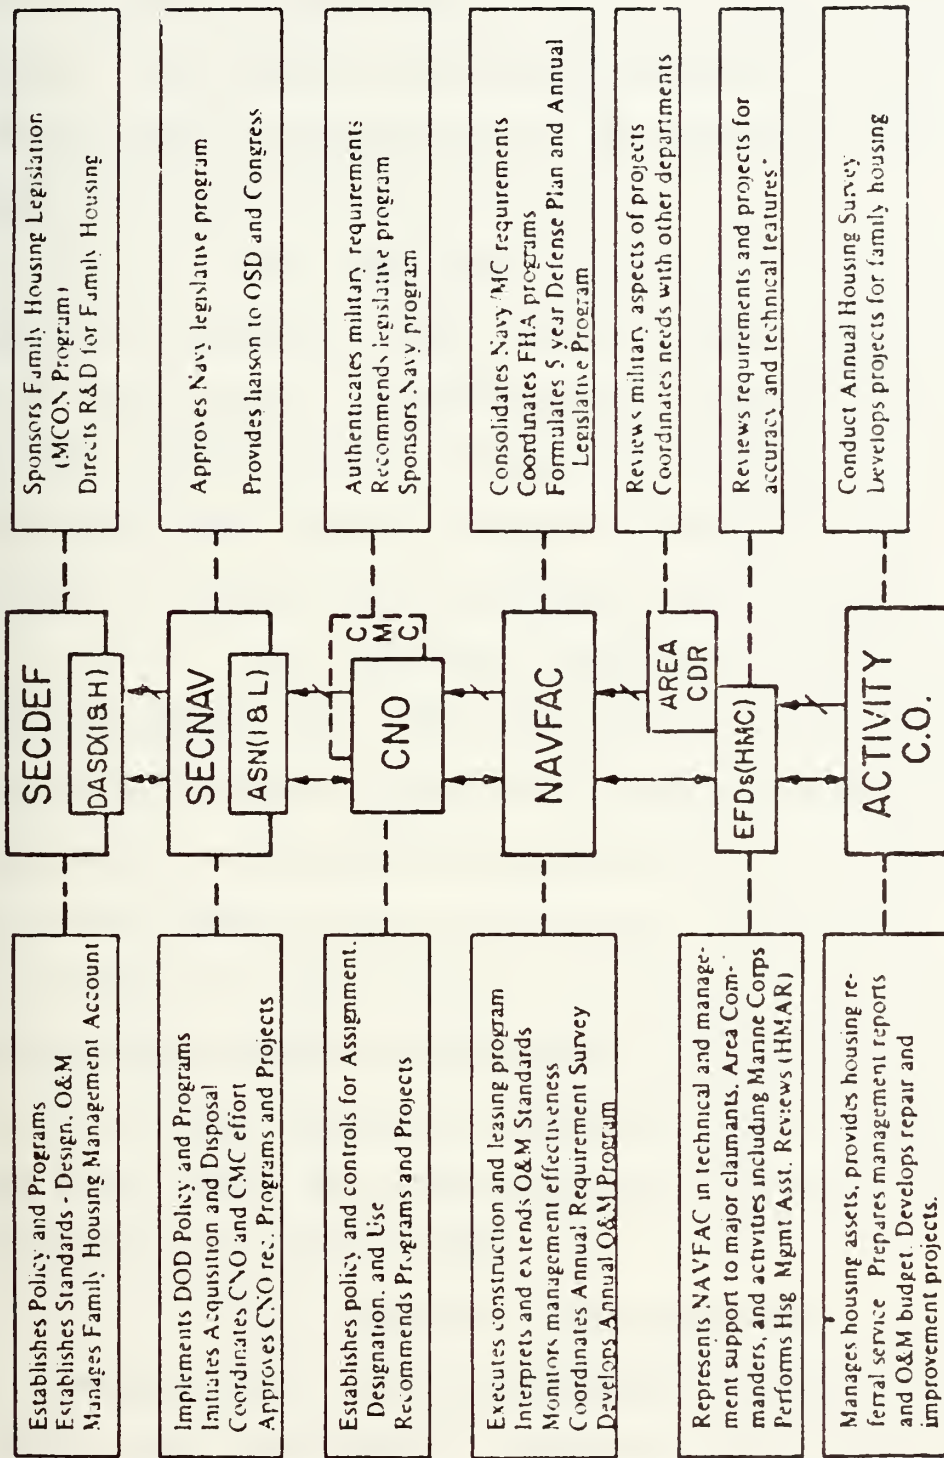 Establishes Policy and Programs
Establishes Standards - Design, O&M
Manages Family Housing Management Account
SECDEF
DASD(I&H)
Sponsors Family Housing Legislation
(MCON Program)
Directs R&D for Family Housing
Implements DOD Policy and Programs
Initiates Acquisition and Disposal
Coordinates CNO and CMC effort
Approves CNO rec. Programs and Projects
SECNAV
ASN(I&L)
Approves Navy legislative program
Provides liaison to OSD and Congress
Establishes policy and controls for Assignment.
Designation, and Use
Recommends Programs and Projects
CNO
CMC
Authenticates military requirements
Recommends legislative program
Sponsors Navy program
Executes construction and leasing program
Interprets and extends O&M Standards
Monitors management effectiveness
Coordinates Annual Requirement Survey
Develops Annual O&M Program
NAVFAC
Consolidates Navy/MC requirements
Coordinates FHA programs
Formulates 5 year Defense Plan and Annual
Legislative Program
AREA
CDR
Reviews military aspects of projects
Coordinates needs with other departments
Represents NAVFAC in technical and manage-
ment support to major claimants. Area Com-
manders, and activities including Marine Corps
Performs Hsg Mgmt Asst. Reviews (HMAR)
EFDs(HMC)
Reviews requirements and projects for
accuracy and technical features
Manages housing assets, provides housing re-
ferral service Prepares management reports
and O&M budget. Develops repair and
improvement projects.
ACTIVITY
C.O.
Conduct Annual Housing Survey
Develops projects for family housing